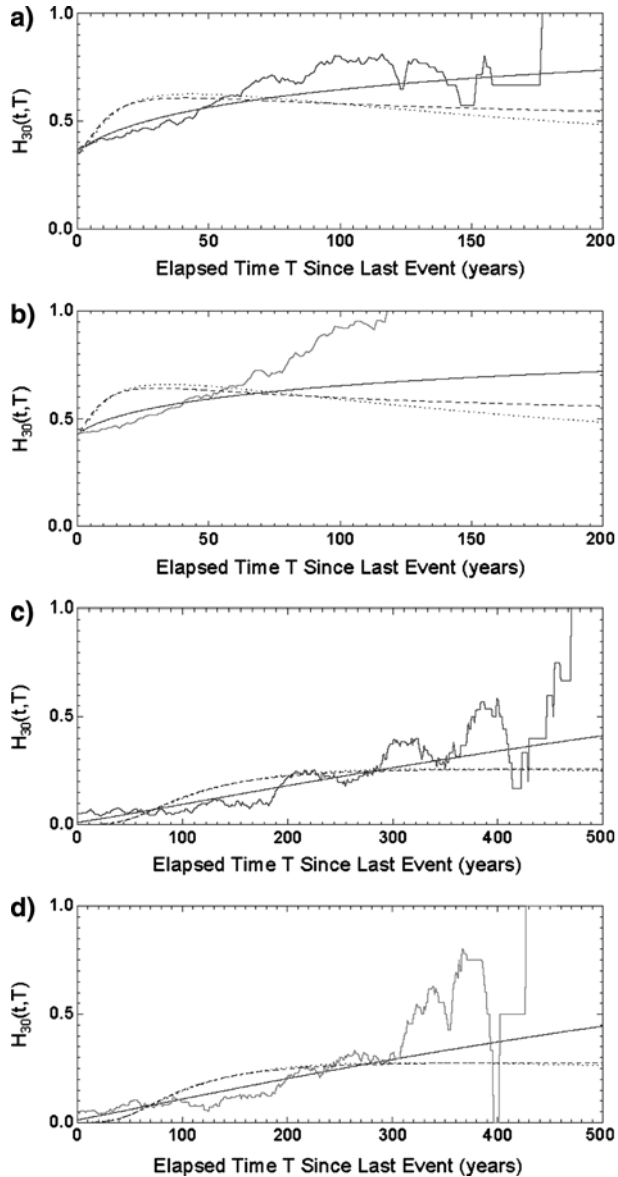 a)
1.0
0.5
0.0
H30(t,T)
0 50 100 150 200
Elapsed Time T Since Last Event (years)
b)
1.0
0.5
0.0
H30(t,T)
0 50 100 150 200
Elapsed Time T Since Last Event (years)
c)
1.0
0.5
0.0
H30(t,T)
0 100 200 300 400 500
Elapsed Time T Since Last Event (years)
d)
1.0
0.5
0.0
H30(t,T)
0 100 200 300 400 500
Elapsed Time T Since Last Event (years)